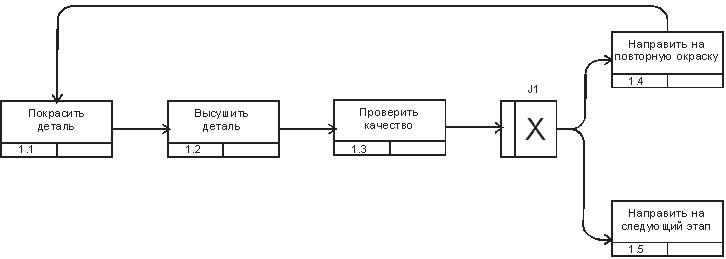 Покрасить
деталь
1.1
Высушить
деталь
1.2
Проверить
качество
1.3
J1
X
Направить на
повторную окраску
1.4
Направить на
следующий этап
1.5